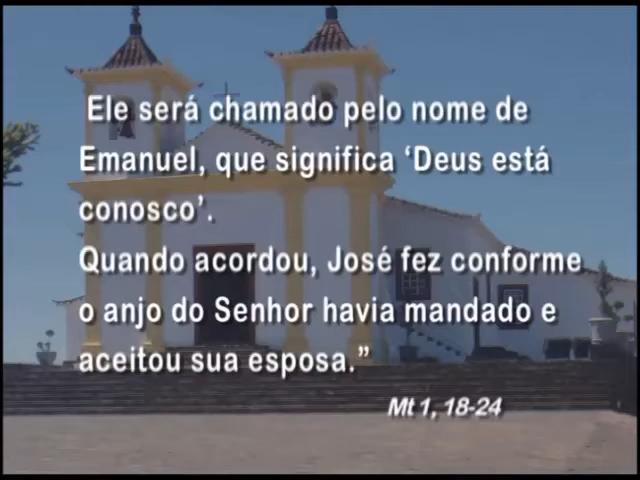 Ele será chamado pelo nome de
Emanuel, que significa ‘Deus está
conosco’.
Quando acordou, José fez conforme
o anjo do Senhor havia mandado e
aceitou sua esposa.”
Mt 1, 18-24